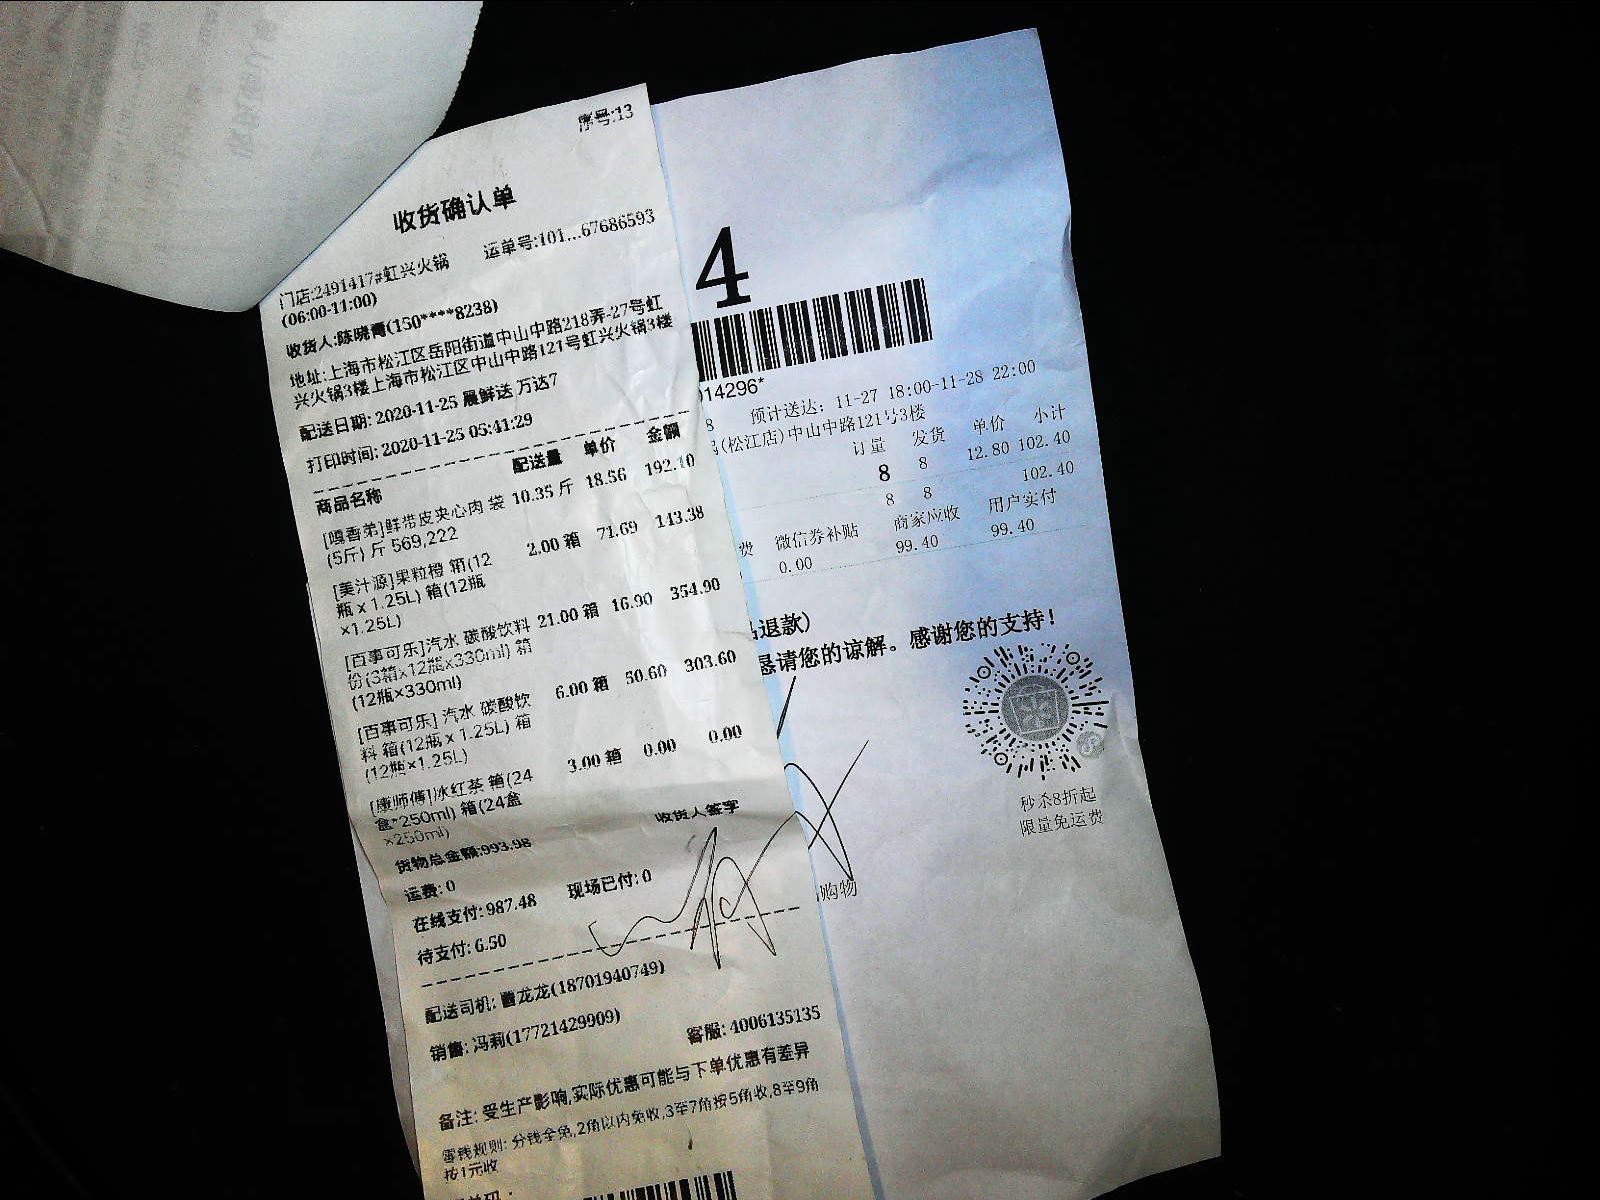 序号:13
收货确认单
运单号:101...67686593
门店:2491417#虹兴火锅
(06:00-11:00)
收货人:陈晓青(150****8238)
地址:上海市松江区岳阳街道中山中路218弄-27号虹
兴火锅3楼上海市松江区中山中路121号虹兴火锅3楼
配送日期: 2020-11-25 晨鲜送 万达7
打印时间: 2020-11-25 05:41:29
商品名称 配送量 单价 金额
[嘎香弟]鲜带皮夹心肉 袋 10.35 斤 18.56 192.10
(5斤) 斤 569,222
[美汁源]果粒橙 箱(12 2.00 箱 71.69 143.38
瓶 x 1.25L) 箱(12瓶
×1.25L)
[百事可乐]汽水 碳酸饮料 21.00 箱 16.90 354.90
份(3箱x12瓶x330ml) 箱
(12瓶×330ml)
[百事可乐] 汽水 碳酸饮 6.00 箱 50.60 303.60
料 箱(12瓶 x 1.25L) 箱
(12瓶×1.25L)
[康师傅]冰红茶 箱(24 3.00 箱 0.00 0.00
盒*250ml) 箱(24盒
×250ml)
收货人签字
货物总金额:993.98
运费: 0
现场已付: 0
在线支付: 987.48
待支付: 6.50
配送司机: 龙龙(18701940749)
销售: 冯莉(17721429909)
客服: 4006135135
备注: 受生产影响,实际优惠可能与下单优惠有差异
零钱规则: 分钱全免,2角以内免收,3至7角按5角收,8至9角
按1元收
4
014296*
8 预计送达: 11-27 18:00-11-28 22:00
(松江店)中山中路121号3楼
订量 发货 单价 小计
8 8 12.80 102.40
8 8 102.40
费 微信券补贴 商家应收 用户实付
0.00 99.40 99.40
退款)
恳请您的谅解。感谢您的支持!
秒杀8折起
限量免运费
购物